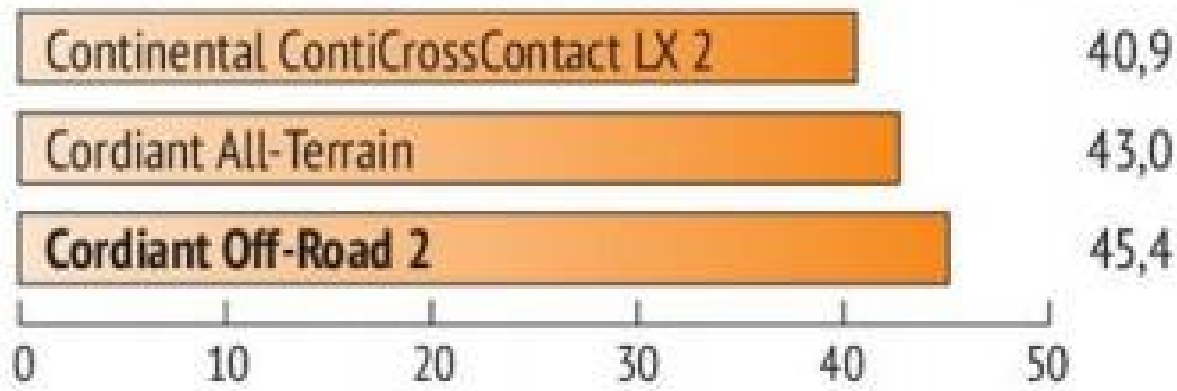 Continental ContiCrossContact LX 2 40,9
Cordiant All-Terrain 43,0
Cordiant Off-Road 2 45,4
0 10 20 30 40 50